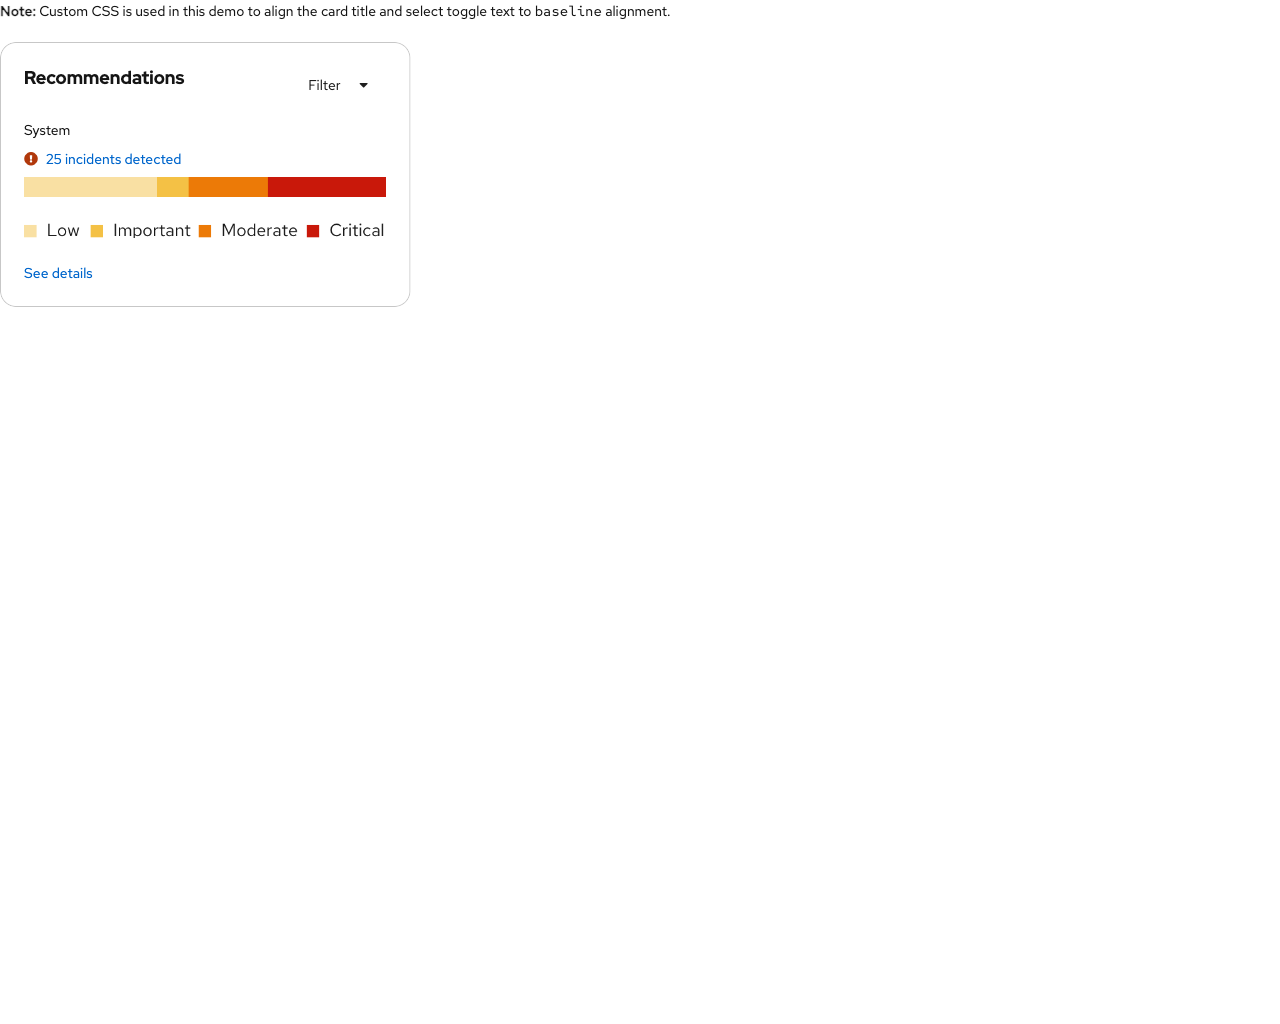 Note: Custom CSS is used in this demo to align the card title and select toggle text to baseline alignment.
Recommendations
Filter
System
25 incidents detected
Low Important Moderate Critical
See details